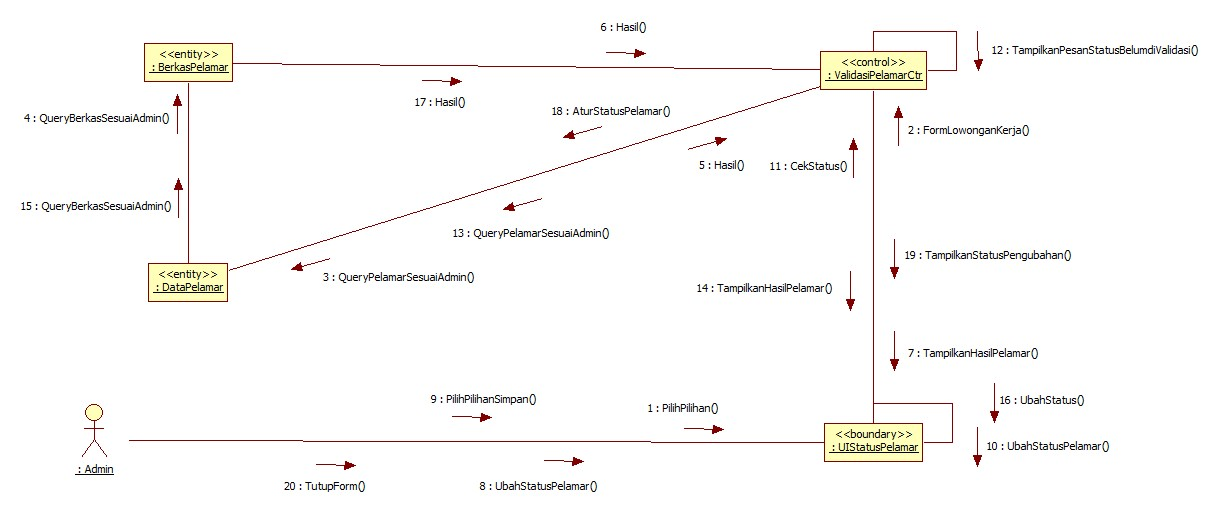 6 : Hasil()
<<entity>>
: BerkasPelamar
<<control>>
: ValidasiPelamarCtr
12 : TampilkanPesanStatusBelumdiValidasi()
17 : Hasil()
18 : AturStatusPelamar()
4 : QueryBerkasSesuaiAdmin()
2 : FormLowonganKerja()
5 : Hasil()
11 : CekStatus()
15 : QueryBerkasSesuaiAdmin()
13 : QueryPelamarSesuaiAdmin()
19 : TampilkanStatusPengubahan()
<<entity>>
: DataPelamar
3 : QueryPelamarSesuaiAdmin()
14 : TampilkanHasilPelamar()
7 : TampilkanHasilPelamar()
9 : PilihPilihanSimpan()
1 : PilihPilihan()
16 : UbahStatus()
<<boundary>>
: UIStatusPelamar
10 : UbahStatusPelamar()
: Admin
20 : TutupForm()
8 : UbahStatusPelamar()